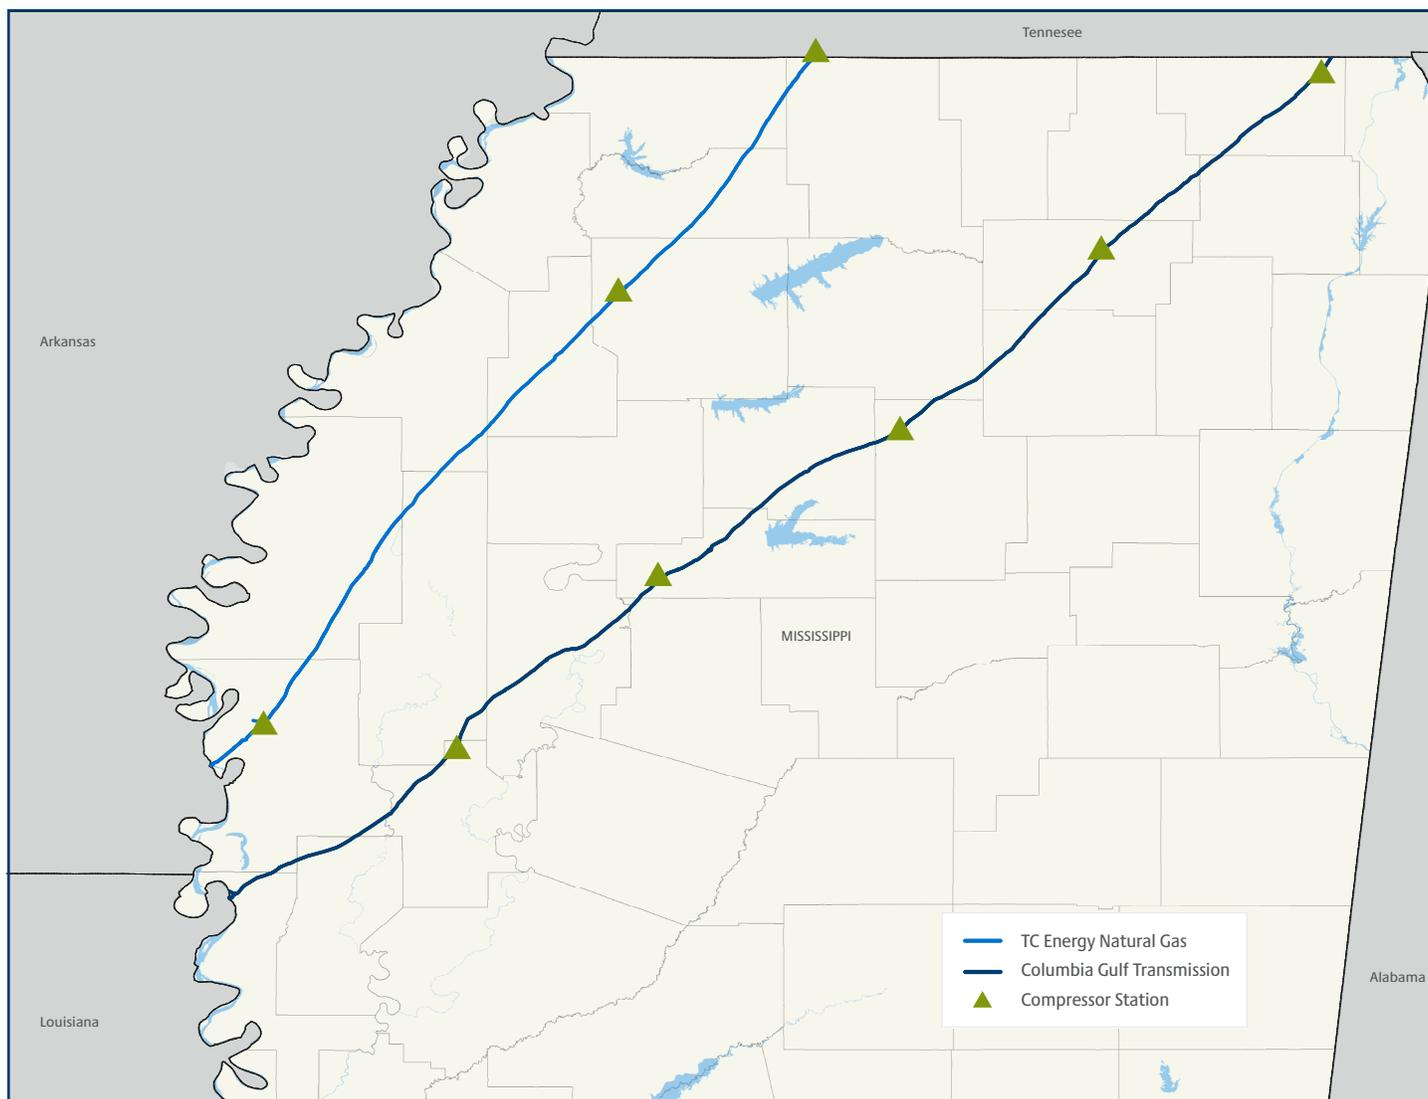 Tennesee
Arkansas
MISSISSIPPI
TC Energy Natural Gas
Columbia Gulf Transmission
Compressor Station
Alabama
Louisiana